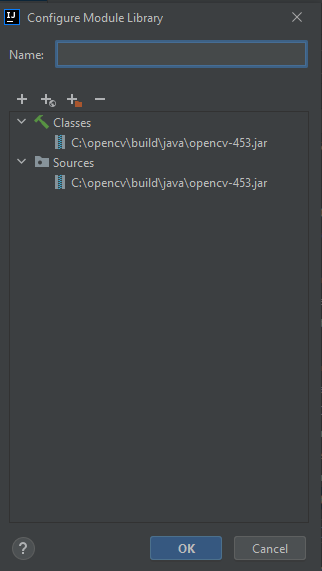 IJ Configure Module Library
Name:
Classes
C:\opencv\build\java\opencv-453.jar
Sources
C:\opencv\build\java\opencv-453.jar
? OK Cancel